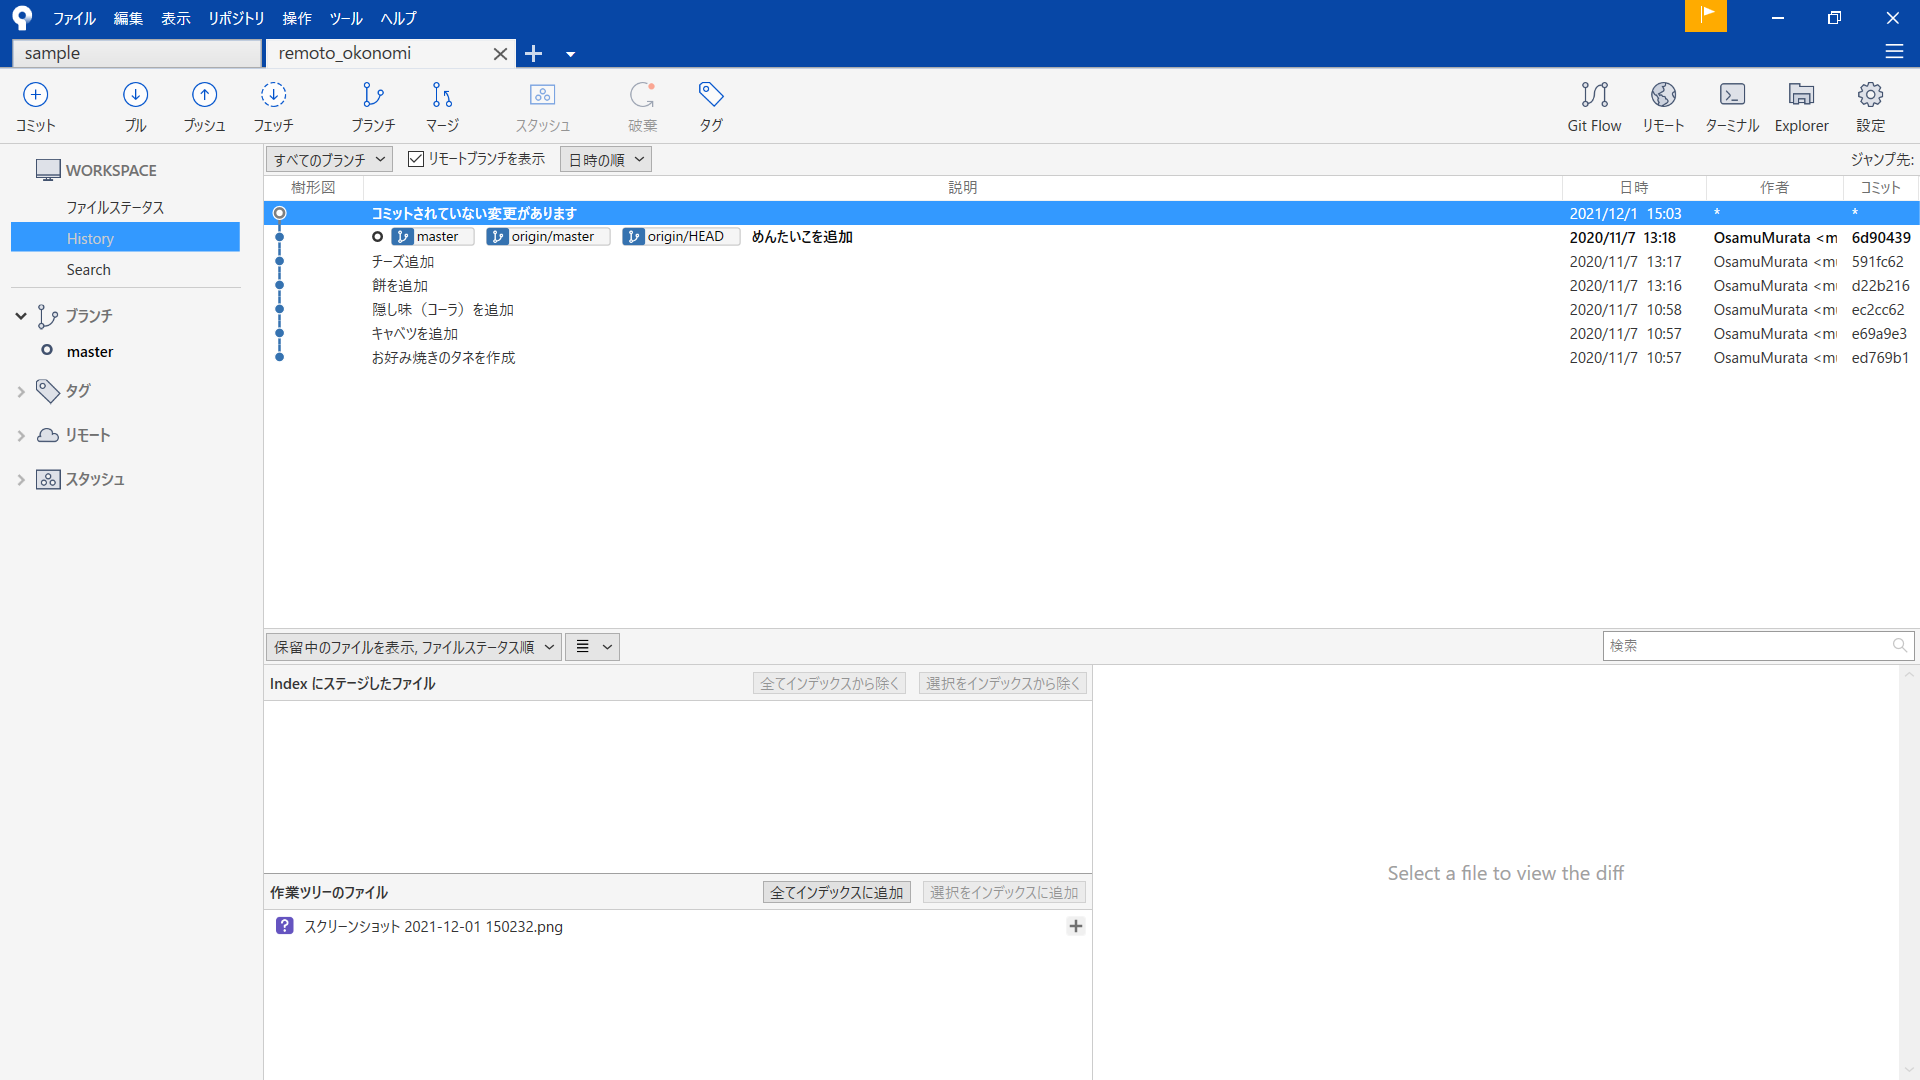 ファイル 編集 表示 リポジトリ 操作 ツール ヘルプ
sample remoto_okonomi
コミット プル プッシュ フェッチ ブランチ マージ スタッシュ 破棄 タグ Git Flow リモート ターミナル Explorer 設定
WORKSPACE
ファイルステータス
History
Search
ブランチ
master
タグ
リモート
スタッシュ
すべてのブランチ リモートブランチを表示 日時の順 ジャンプ先:
樹形図 説明 日時 作者 コミット
コミットされていない変更があります 2021/12/1 15:03 * *
master origin/master origin/HEAD めんたいこを追加 2020/11/7 13:18 OsamuMurata <m 6d90439
チーズ追加 2020/11/7 13:17 OsamuMurata <mu 591fc62
餅を追加 2020/11/7 13:16 OsamuMurata <mu d22b216
隠し味（コーラ）を追加 2020/11/7 10:58 OsamuMurata <mu ec2cc62
キャベツを追加 2020/11/7 10:57 OsamuMurata <mu e69a9e3
お好み焼きのタネを作成 2020/11/7 10:57 OsamuMurata <mu ed769b1
保留中のファイルを表示, ファイルステータス順 検索
Index にステージしたファイル 全てインデックスから除く 選択をインデックスから除く
作業ツリーのファイル 全てインデックスに追加 選択をインデックスに追加
スクリーンショット 2021-12-01 150232.png
Select a file to view the diff